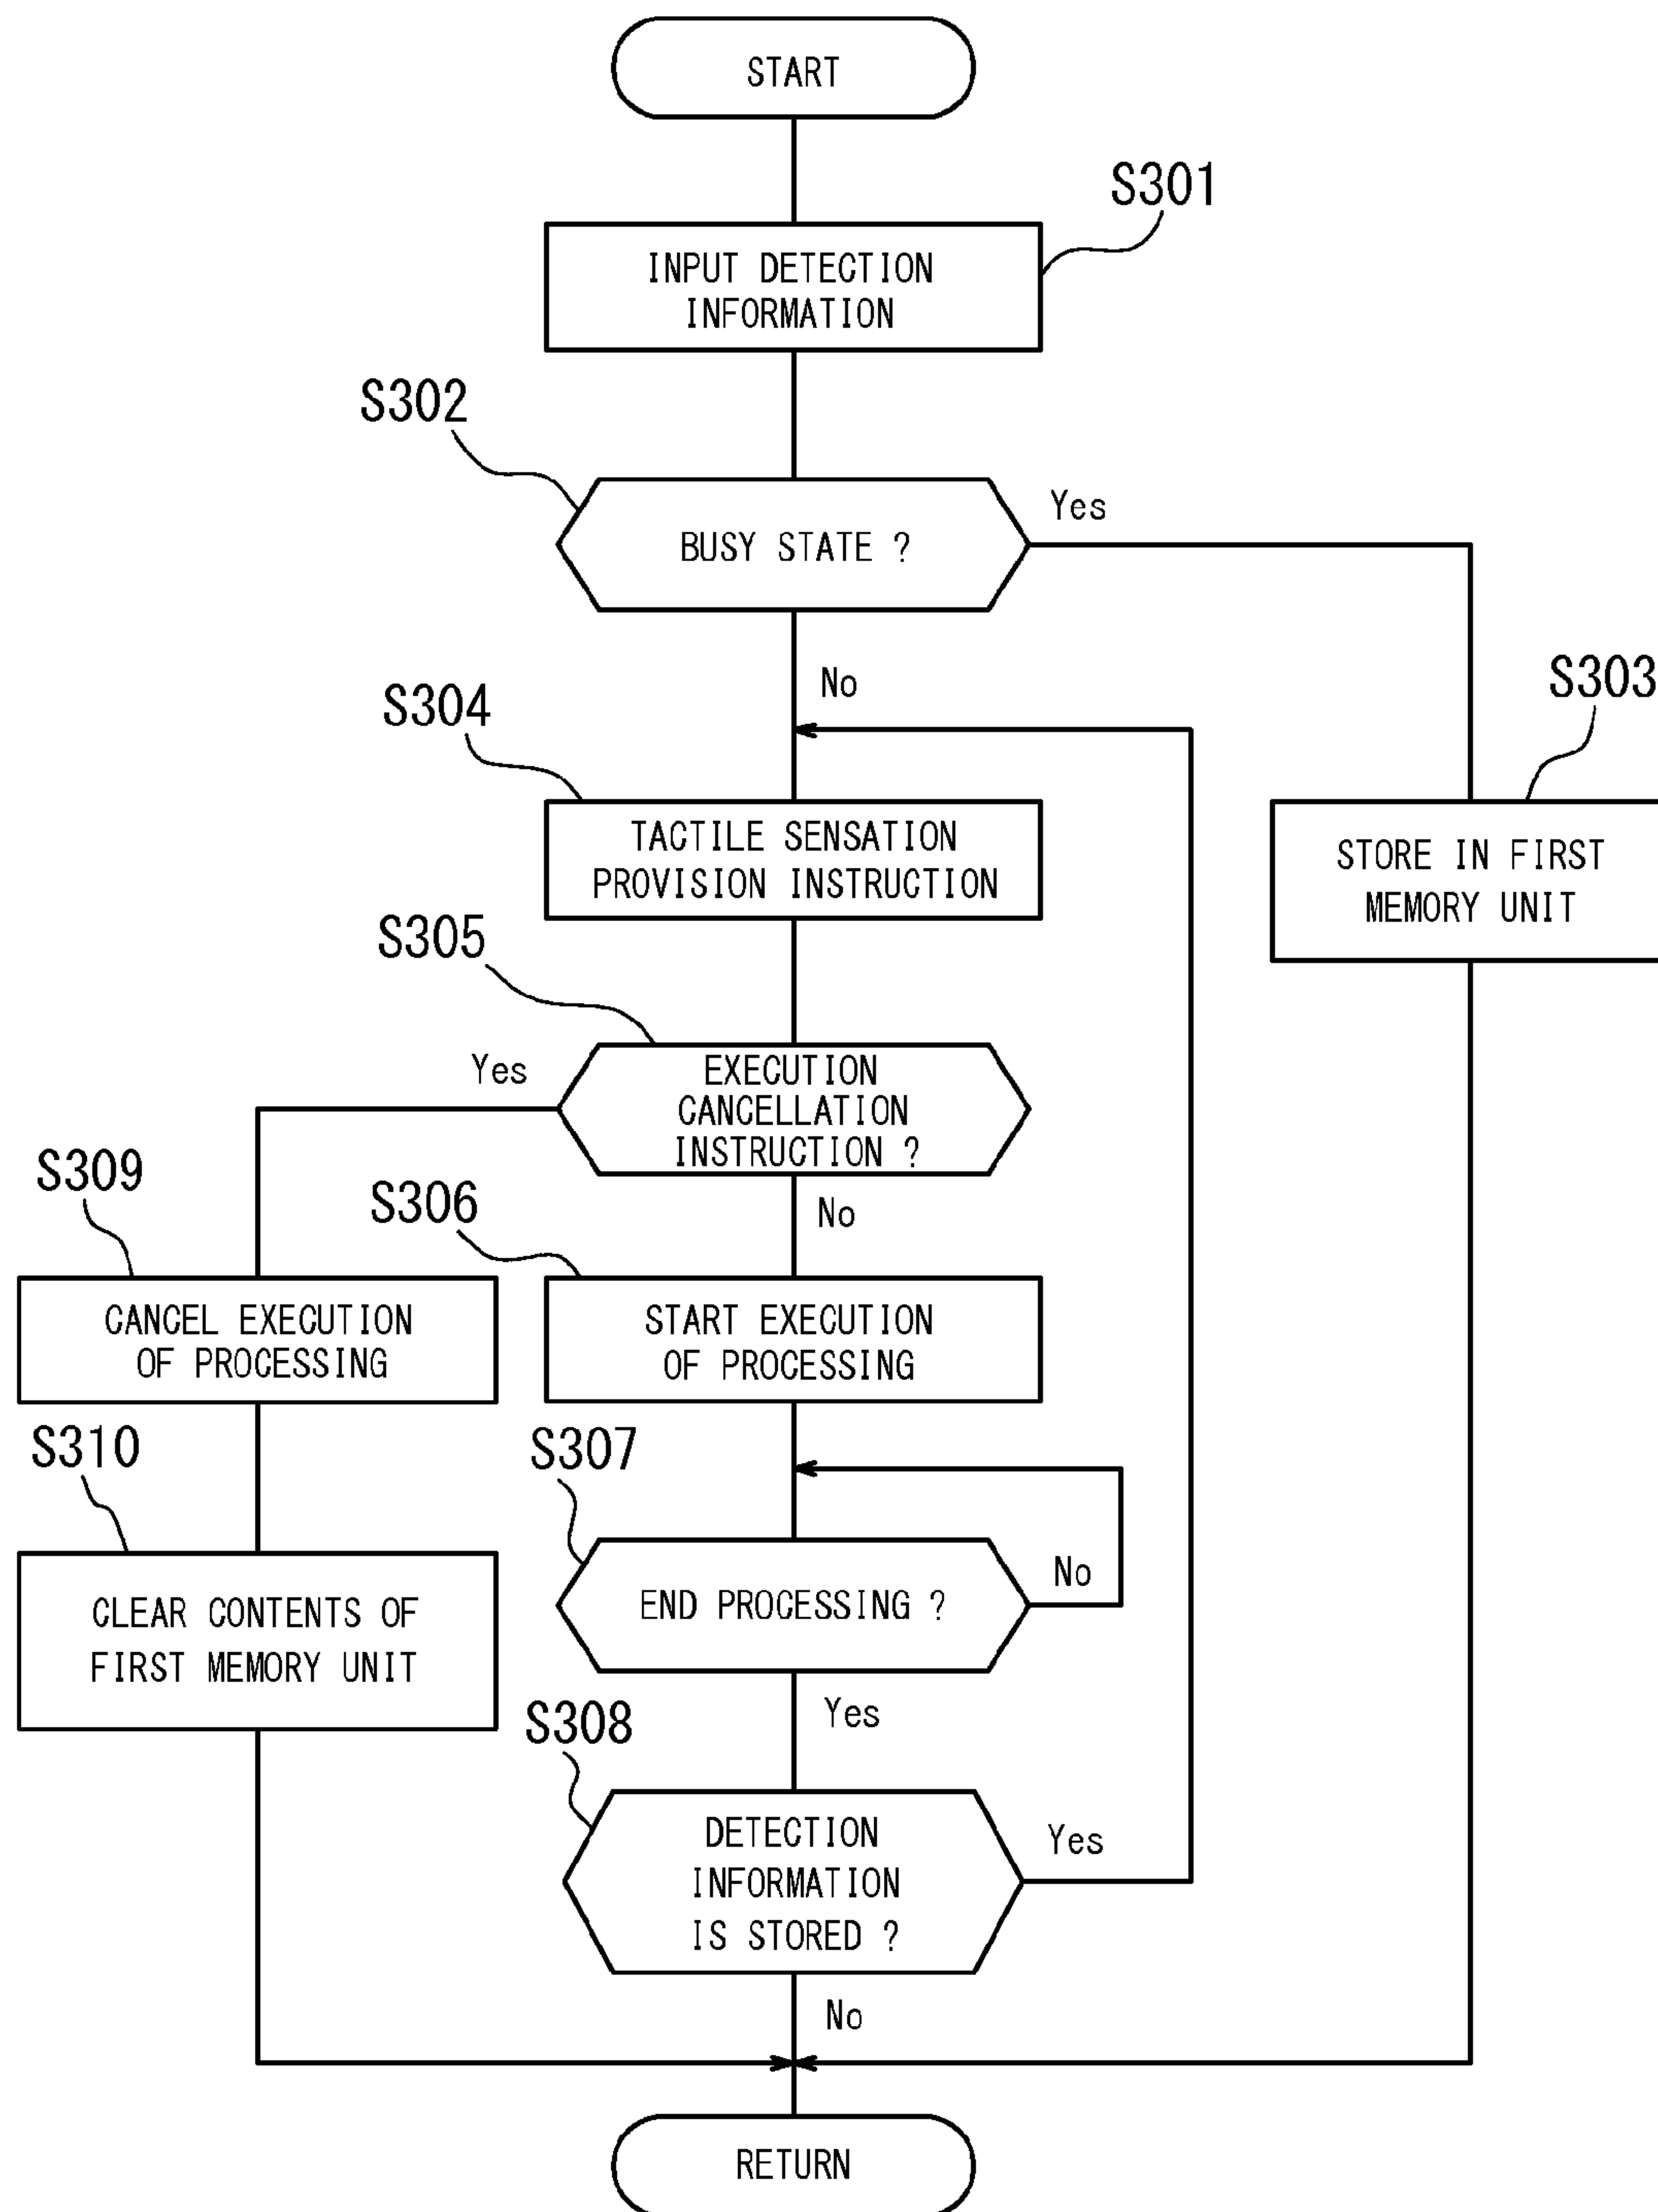 START
S301
INPUT DETECTION
INFORMATION
S302
BUSY STATE ?
Yes
No
S303
STORE IN FIRST
MEMORY UNIT
S304
TACTILE SENSATION
PROVISION INSTRUCTION
S305
EXECUTION
CANCELLATION
INSTRUCTION ?
Yes
No
S309
CANCEL EXECUTION
OF PROCESSING
S306
START EXECUTION
OF PROCESSING
S310
CLEAR CONTENTS OF
FIRST MEMORY UNIT
S307
END PROCESSING ?
No
Yes
S308
DETECTION
INFORMATION
IS STORED ?
Yes
No
RETURN